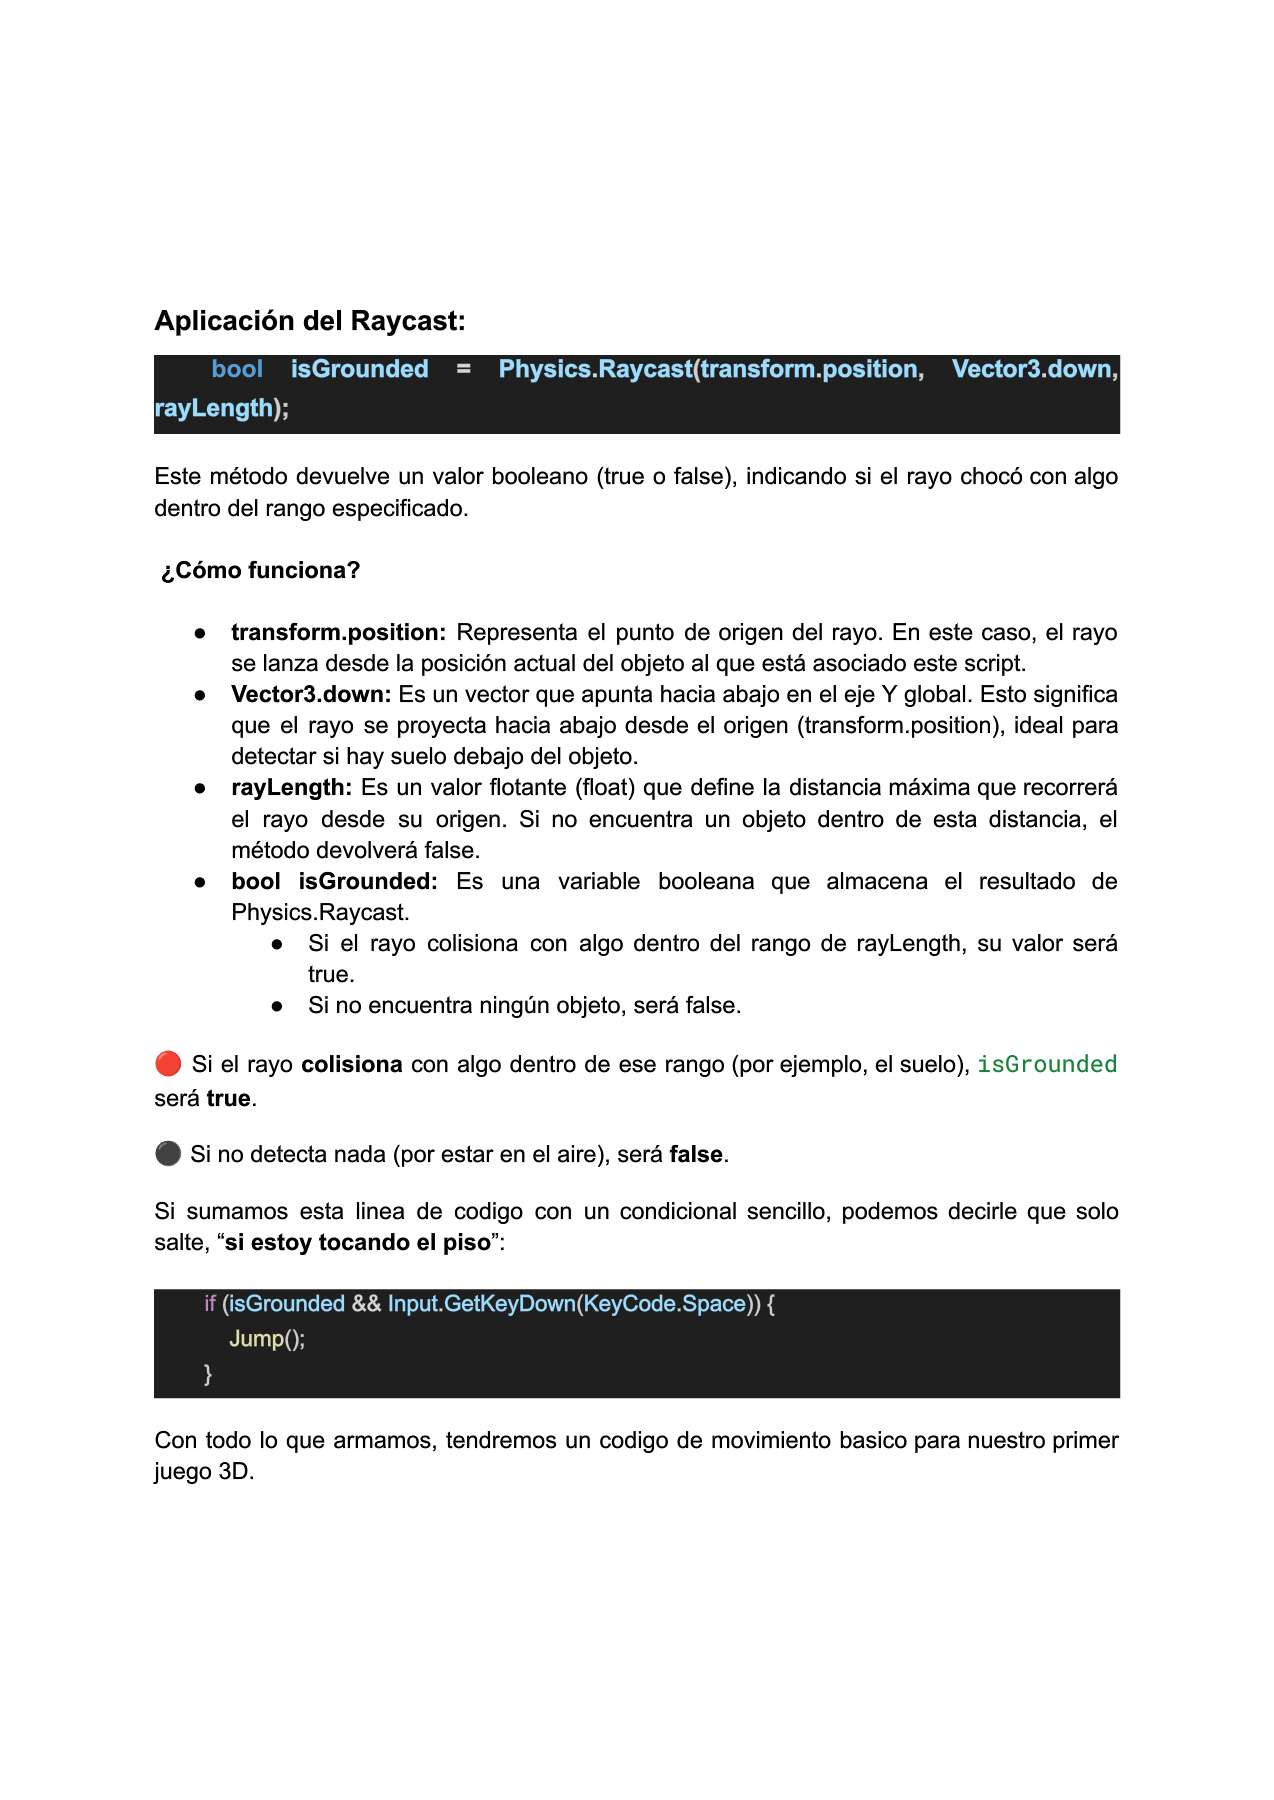 Aplicación del Raycast:
bool isGrounded = Physics.Raycast(transform.position, Vector3.down,
rayLength);
Este método devuelve un valor booleano (true o false), indicando si el rayo chocó con algo
dentro del rango especificado.
¿Cómo funciona?
● transform.position: Representa el punto de origen del rayo. En este caso, el rayo
se lanza desde la posición actual del objeto al que está asociado este script.
● Vector3.down: Es un vector que apunta hacia abajo en el eje Y global. Esto significa
que el rayo se proyecta hacia abajo desde el origen (transform.position), ideal para
detectar si hay suelo debajo del objeto.
● rayLength: Es un valor flotante (float) que define la distancia máxima que recorrerá
el rayo desde su origen. Si no encuentra un objeto dentro de esta distancia, el
método devolverá false.
● bool isGrounded: Es una variable booleana que almacena el resultado de
Physics.Raycast.
● Si el rayo colisiona con algo dentro del rango de rayLength, su valor será
true.
● Si no encuentra ningún objeto, será false.
🔴 Si el rayo colisiona con algo dentro de ese rango (por ejemplo, el suelo), isGrounded
será true.
⚫ Si no detecta nada (por estar en el aire), será false.
Si sumamos esta linea de codigo con un condicional sencillo, podemos decirle que solo
salte, “si estoy tocando el piso”:
if (isGrounded && Input.GetKeyDown(KeyCode.Space)) {
Jump();
}
Con todo lo que armamos, tendremos un codigo de movimiento basico para nuestro primer
juego 3D.